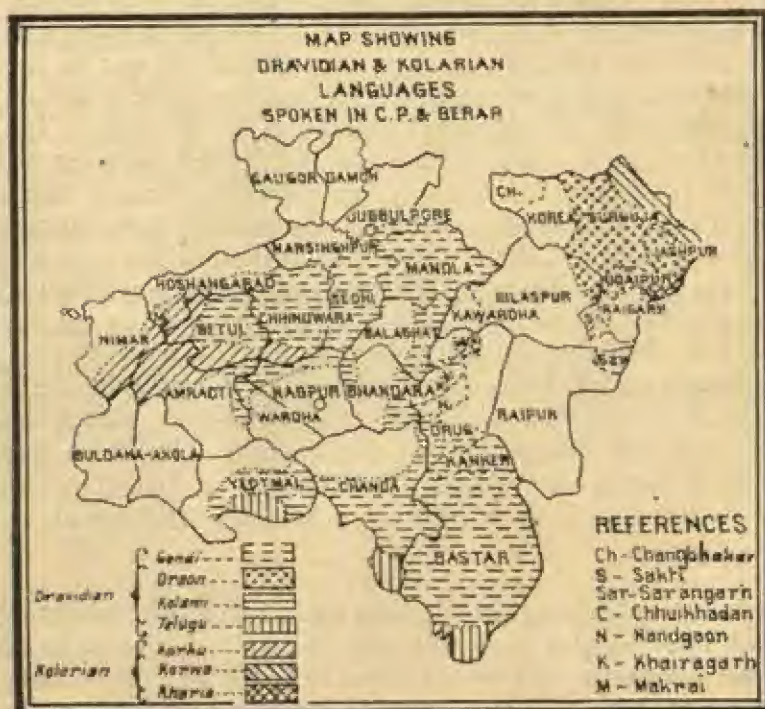 MAP SHOWING
DRAVIDIAN & KOLARIAN
LANGUAGES
SPOKEN IN C.P. & BERAR
SAUGOR DAMOH
JUBBULPORE
CH.
KOREA SURGUJA
JASHPUR
NARSINGHPUR
MANDLA
UDAIPUR
RAIGARH
HOSHANGABAD
SEONI
BILASPUR
KAWARDHA
NIMAR
M
BETUL
CHHINDWARA
BALAGHAT
SAR
AMRAOTI
NAGPUR BHANDARA
WARDHA
N.
RAIPUR
DRUG
BULDANA-AKOLA
KANKER
YEOTMAL
CHANDA
BASTAR
REFERENCES
Ch-Changbhakar
S - Sakti
Sar-Sarangarh
C - Chhuikhadan
N - Nandgaon
K - Khairagarh
M - Makrai
Dravidian
Gondi
Oraon
Kolami
Telugu
Kolarian
Korku
Korwa
Kharia